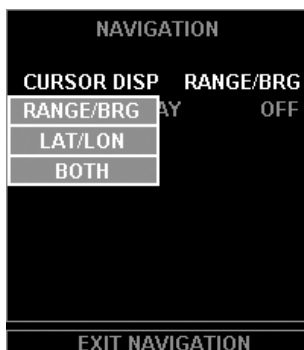 NAVIGATION
CURSOR DISP RANGE/BRG
RANGE/BRG AY OFF
LAT/LON
BOTH
EXIT NAVIGATION